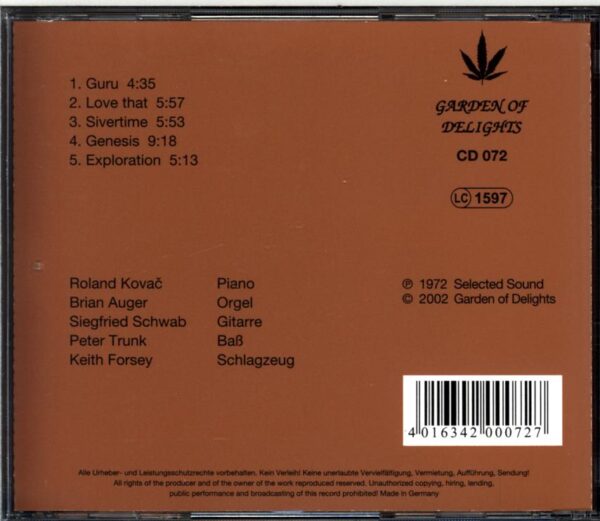 1. Guru 4:35
2. Love that 5:57
3. Sivertime 5:53
4. Genesis 9:18
5. Exploration 5:13
GARDEN OF
DELIGHTS
CD 072
LC 1597
Roland Kovač Piano
Brian Auger Orgel
Siegfried Schwab Gitarre
Peter Trunk Baß
Keith Forsey Schlagzeug
℗ 1972 Selected Sound
© 2002 Garden of Delights
4 016342 000727
Alle Urheber- und Leistungsschutzrechte vorbehalten. Kein Verleih! Keine unerlaubte Vervielfältigung, Vermietung, Aufführung, Sendung!
All rights of the producer and of the owner of the work reproduced reserved. Unauthorized copying, hiring, lending,
public performance and broadcasting of this record prohibited! Made in Germany